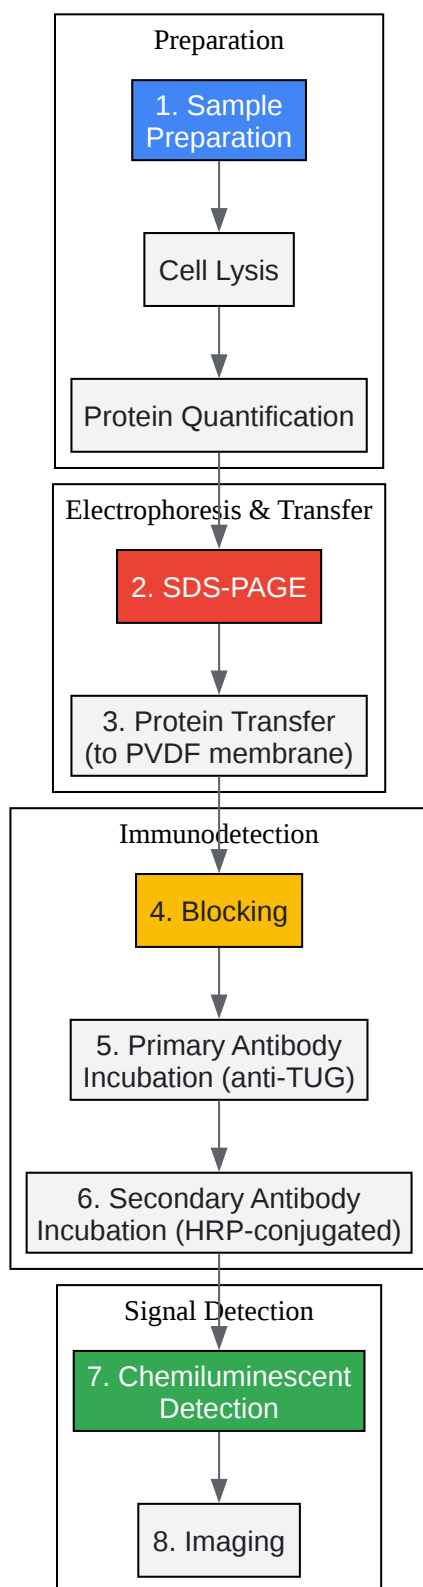 Preparation
1. Sample
Preparation
Cell Lysis
Protein Quantification
Electrophoresis & Transfer
2. SDS-PAGE
3. Protein Transfer
(to PVDF membrane)
Immunodetection
4. Blocking
5. Primary Antibody
Incubation (anti-TUG)
6. Secondary Antibody
Incubation (HRP-conjugated)
Signal Detection
7. Chemiluminescent
Detection
8. Imaging